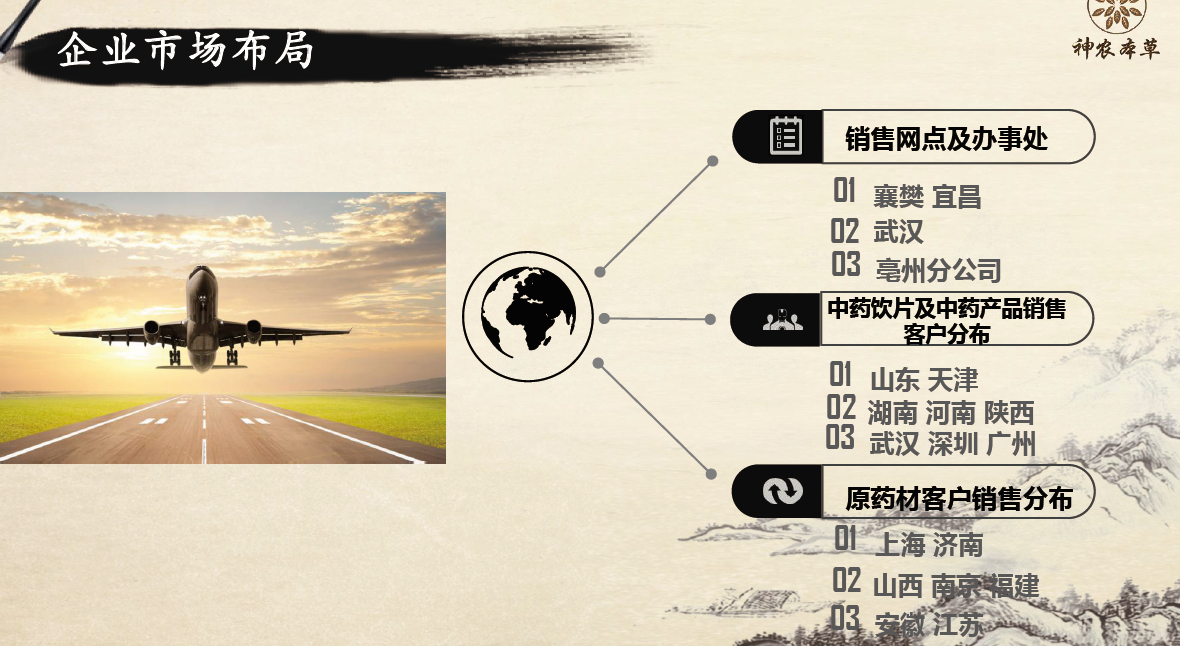 企业市场布局
神农本草
销售网点及办事处
01 襄樊 宜昌
02 武汉
03 亳州分公司
中药饮片及中药产品销售
客户分布
01 山东 天津
02 湖南 河南 陕西
03 武汉 深圳 广州
原药材客户销售分布
01 上海 济南
02 山西 南京 福建
03 安徽 江苏